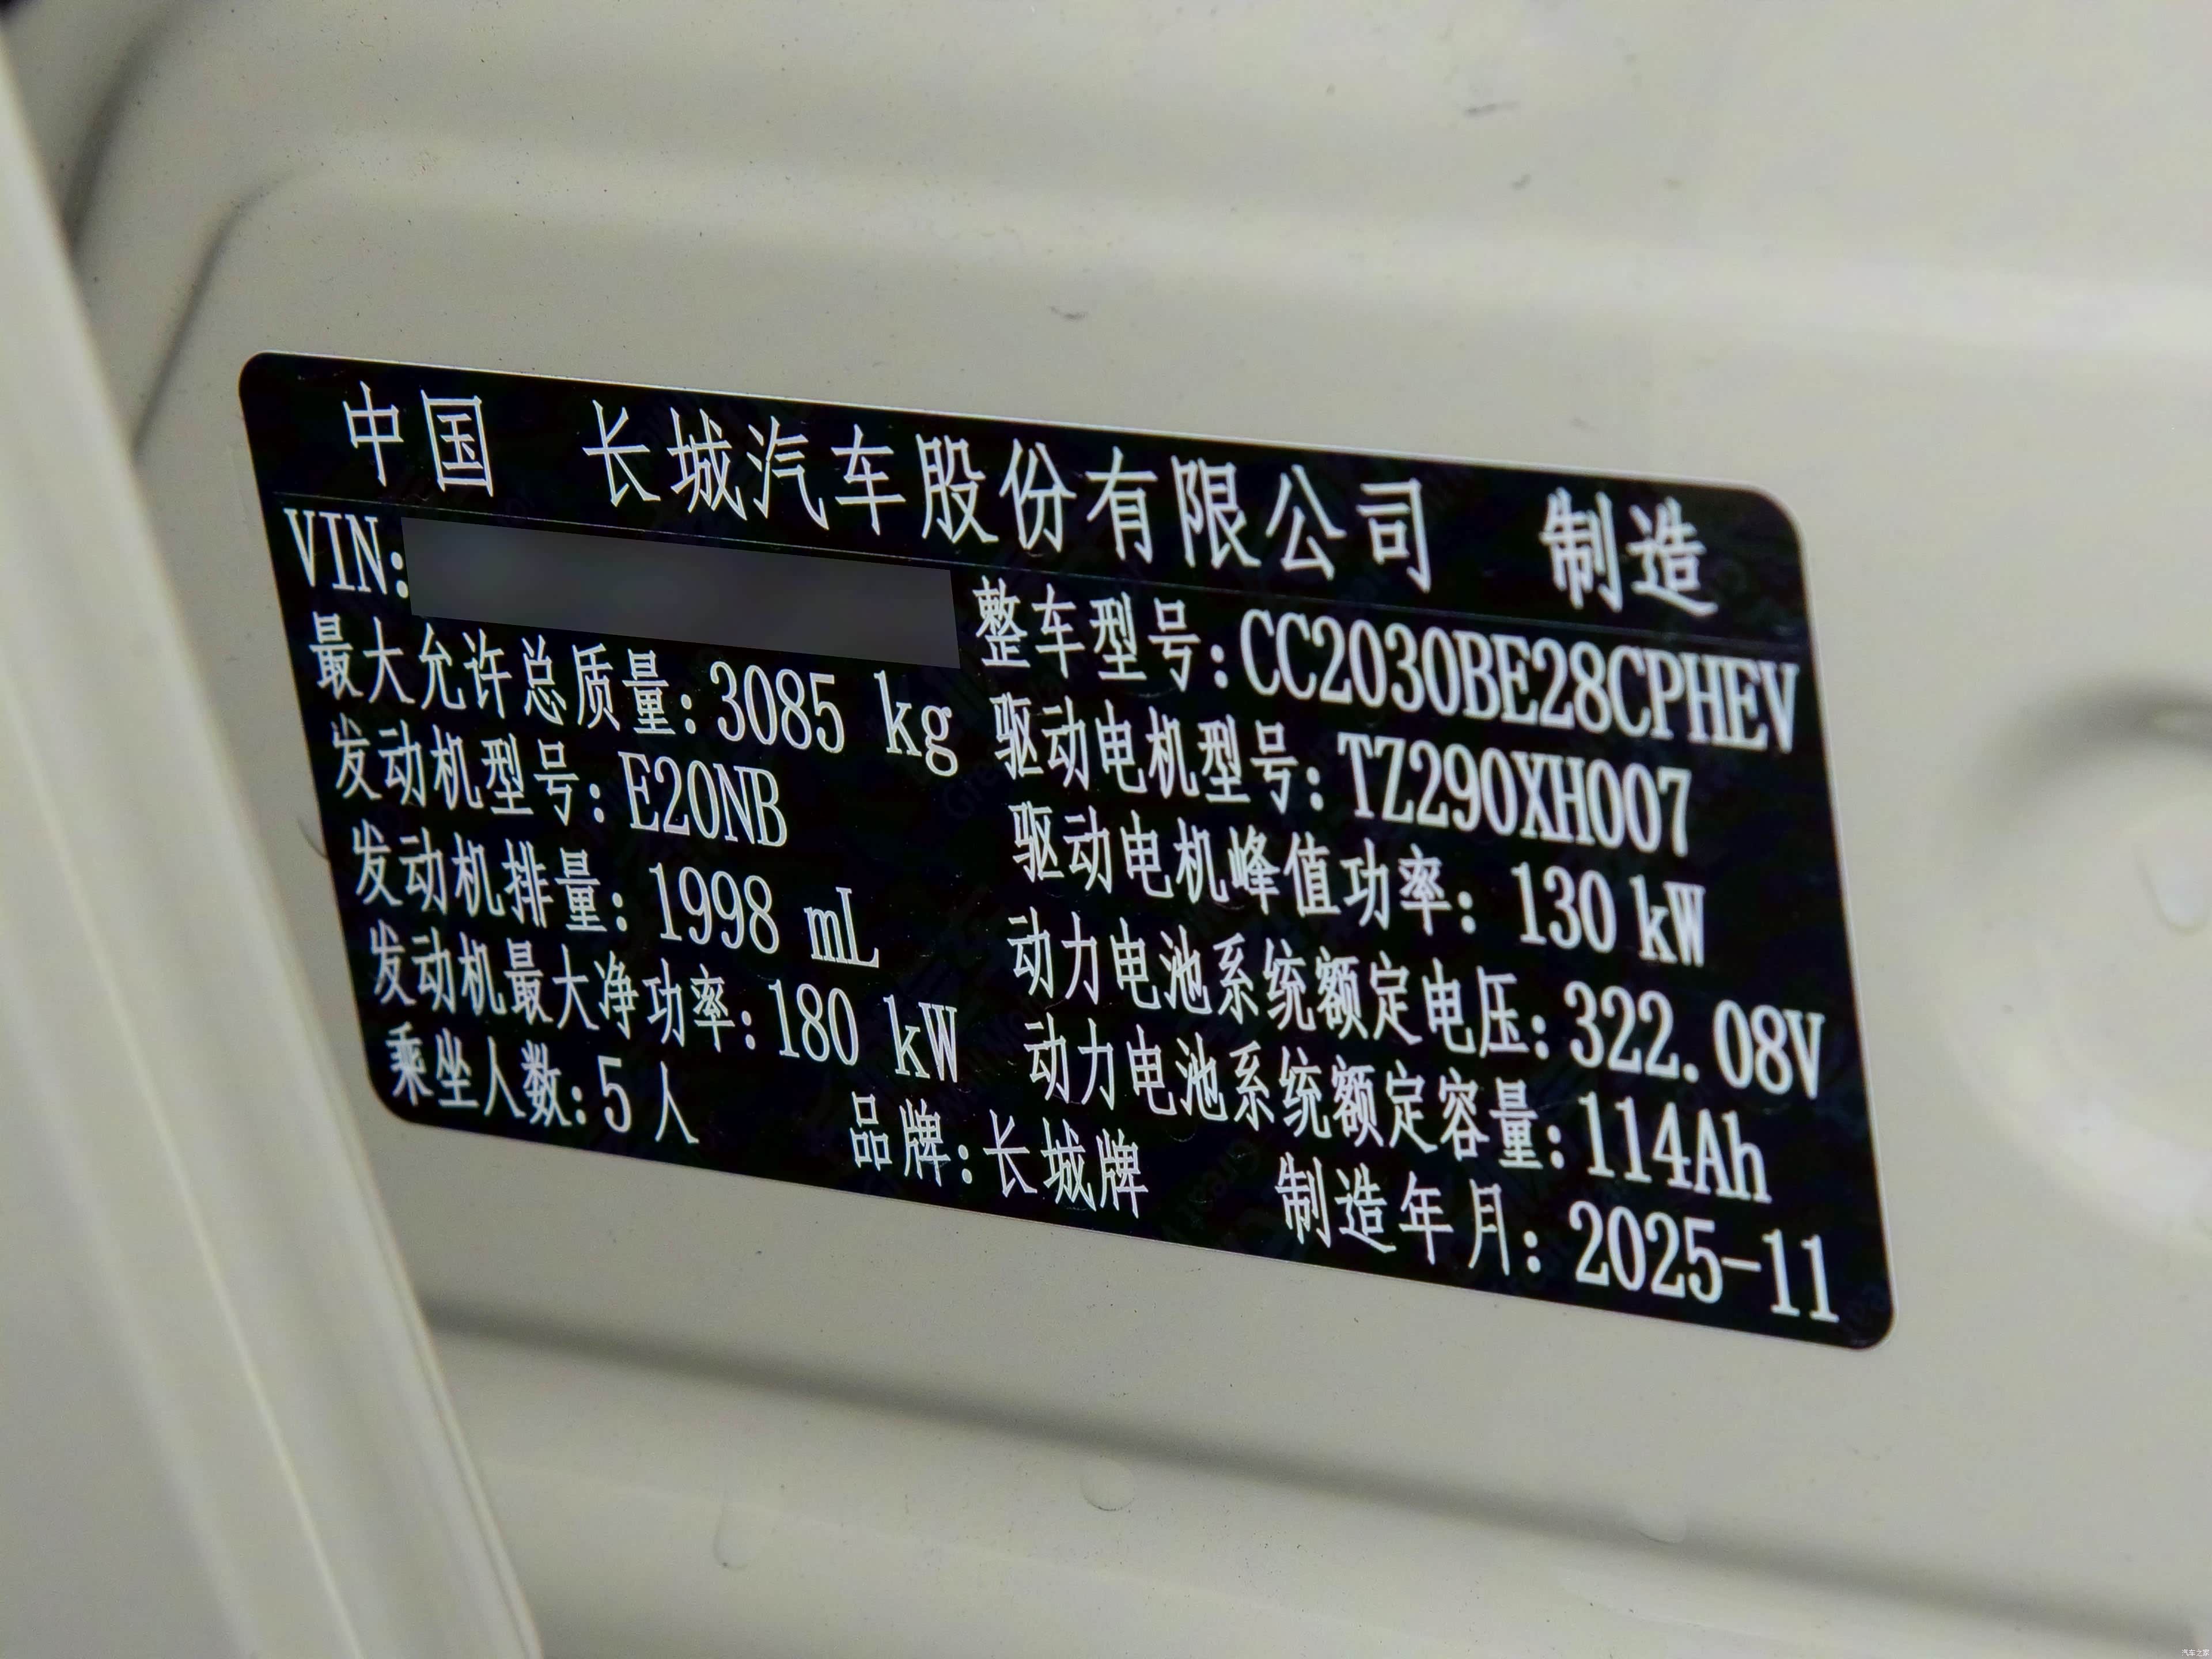 中国 长城汽车股份有限公司 制造
VIN: 整车型号:CC2030BE28CPHEV
最大允许总质量:3085 kg 驱动电机型号:TZ290XH007
发动机型号:E20NB 驱动电机峰值功率: 130 kW
发动机排量: 1998 mL 动力电池系统额定电压:322.08V
发动机最大净功率:180 kW 动力电池系统额定容量:114Ah
乘坐人数:5 人 品牌:长城牌 制造年月: 2025-11
汽车之家